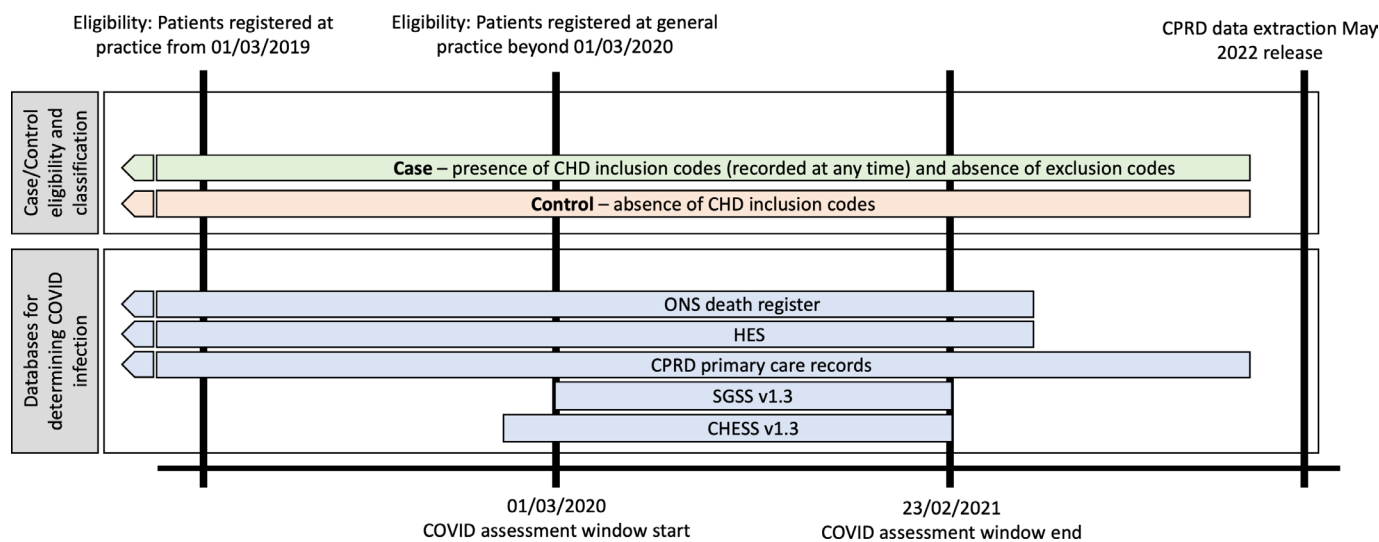 Eligibility: Patients registered at
practice from 01/03/2019
Eligibility: Patients registered at general
practice beyond 01/03/2020
CPRD data extraction May
2022 release
Case/Control
eligibility and
classification
Case – presence of CHD inclusion codes (recorded at any time) and absence of exclusion codes
Control – absence of CHD inclusion codes
Databases for
determining COVID
infection
ONS death register
HES
CPRD primary care records
SGSS v1.3
CHESS v1.3
01/03/2020
COVID assessment window start
23/02/2021
COVID assessment window end